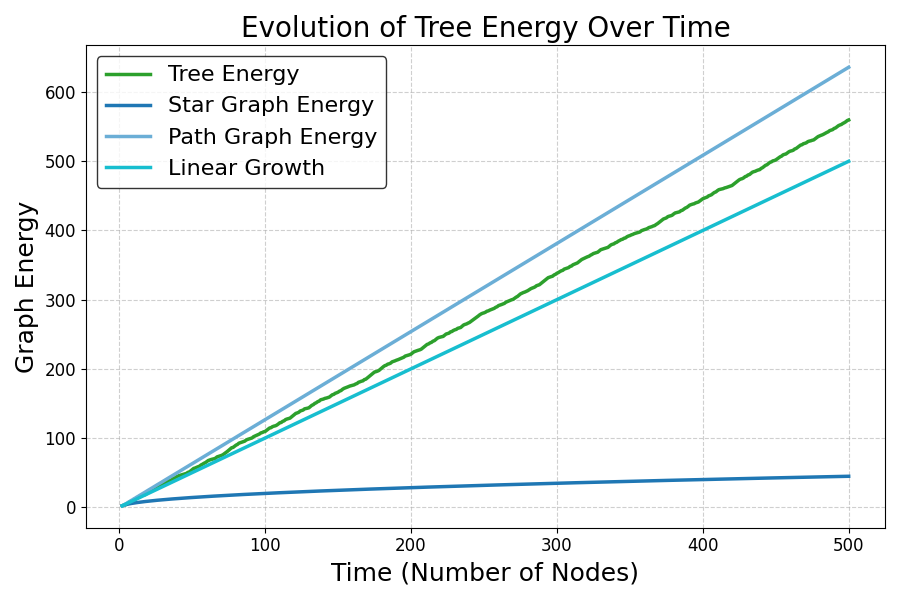 Evolution of Tree Energy Over Time
Tree Energy
Star Graph Energy
Path Graph Energy
Linear Growth
Graph Energy
600
500
400
300
200
100
0
0 100 200 300 400 500
Time (Number of Nodes)